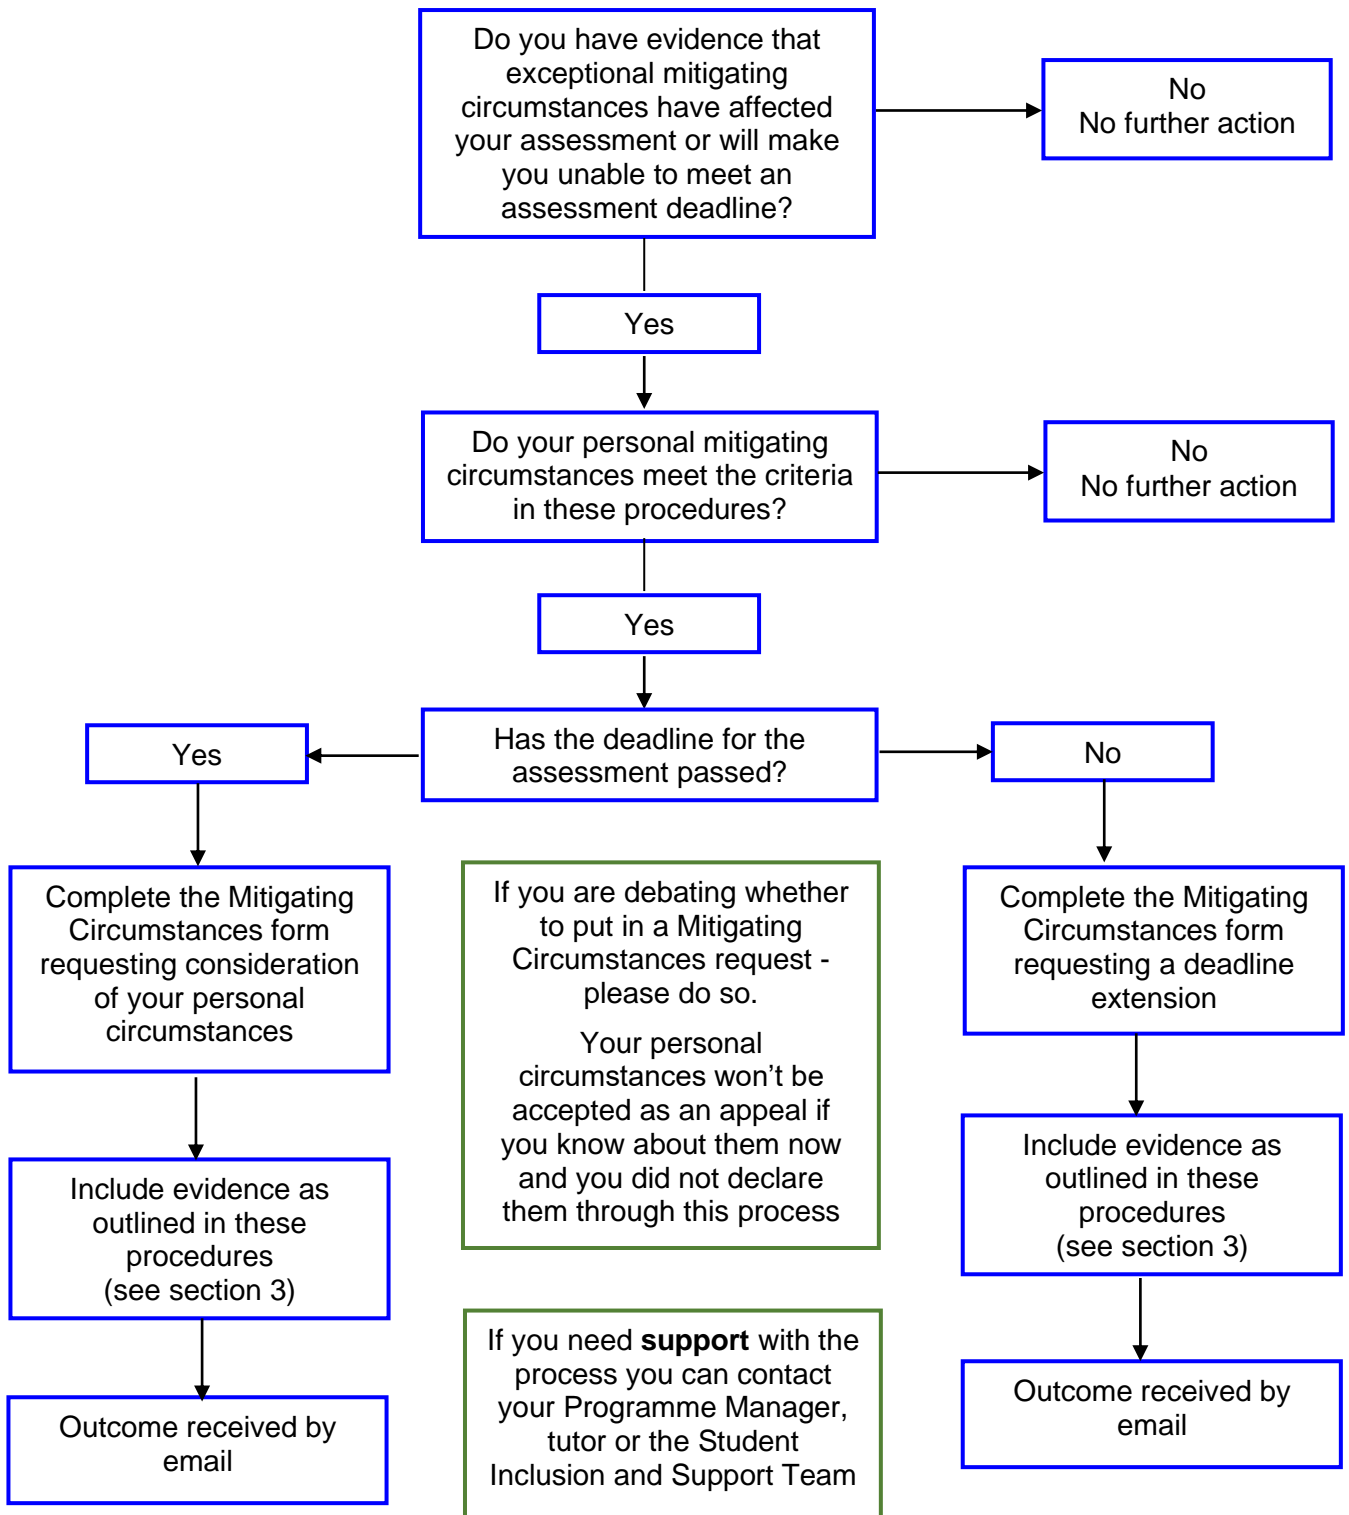 Do you have evidence that
exceptional mitigating
circumstances have affected
your assessment or will make
you unable to meet an
assessment deadline?
No
No further action
Yes
Do your personal mitigating
circumstances meet the criteria
in these procedures?
No
No further action
Yes
Has the deadline for the
assessment passed?
Yes
No
Complete the Mitigating
Circumstances form
requesting consideration
of your personal
circumstances
Include evidence as
outlined in these
procedures
(see section 3)
Outcome received by
email
If you are debating whether
to put in a Mitigating
Circumstances request -
please do so.
Your personal
circumstances won’t be
accepted as an appeal if
you know about them now
and you did not declare
them through this process
If you need support with the
process you can contact
your Programme Manager,
tutor or the Student
Inclusion and Support Team
Complete the Mitigating
Circumstances form
requesting a deadline
extension
Include evidence as
outlined in these
procedures
(see section 3)
Outcome received by
email